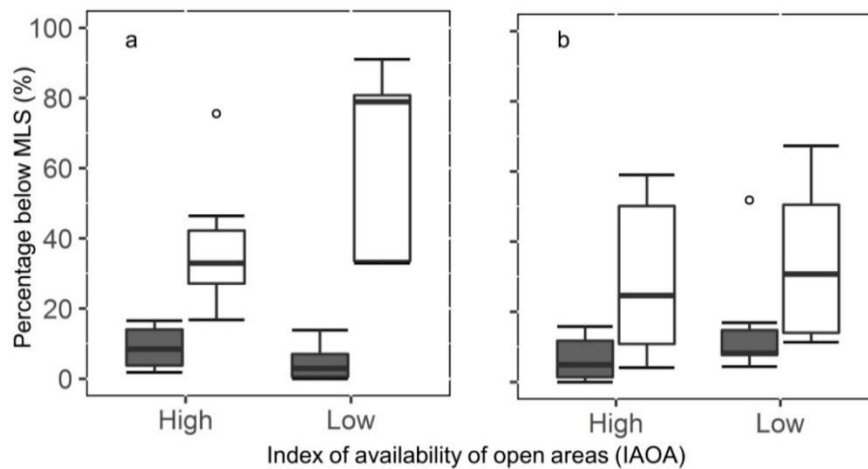 Percentage below MLS (%)
100
80
60
40
20
0
a
b
High
Low
High
Low
Index of availability of open areas (IAOA)